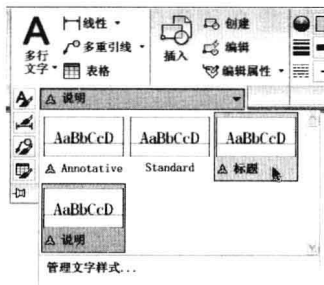 线性
创建
A
多重引线
编辑
多行
文字
表格
插入
编辑属性
说明
AaBbCcD AaBbCcD AaBbCcD
Annotative Standard 标题
AaBbCcD
说明
管理文字样式...